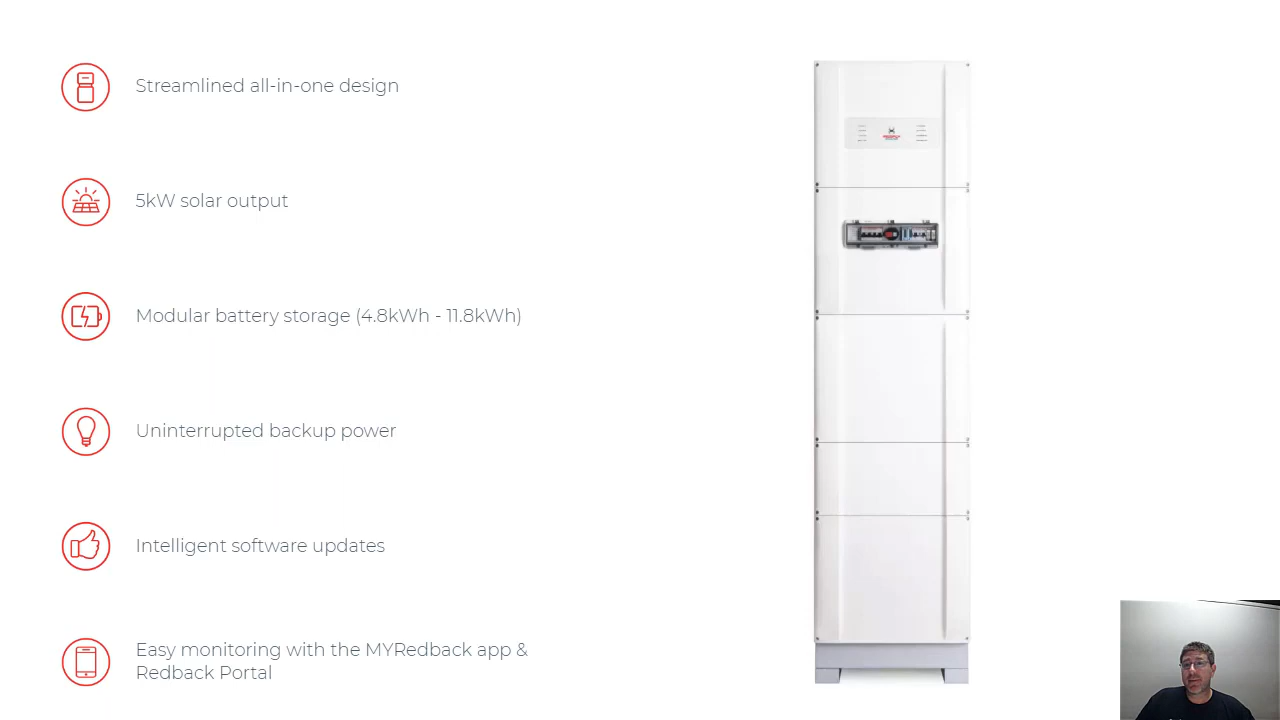 Streamlined all-in-one design
5kW solar output
Modular battery storage (4.8kWh - 11.8kWh)
Uninterrupted backup power
Intelligent software updates
Easy monitoring with the MYRedback app &
Redback Portal